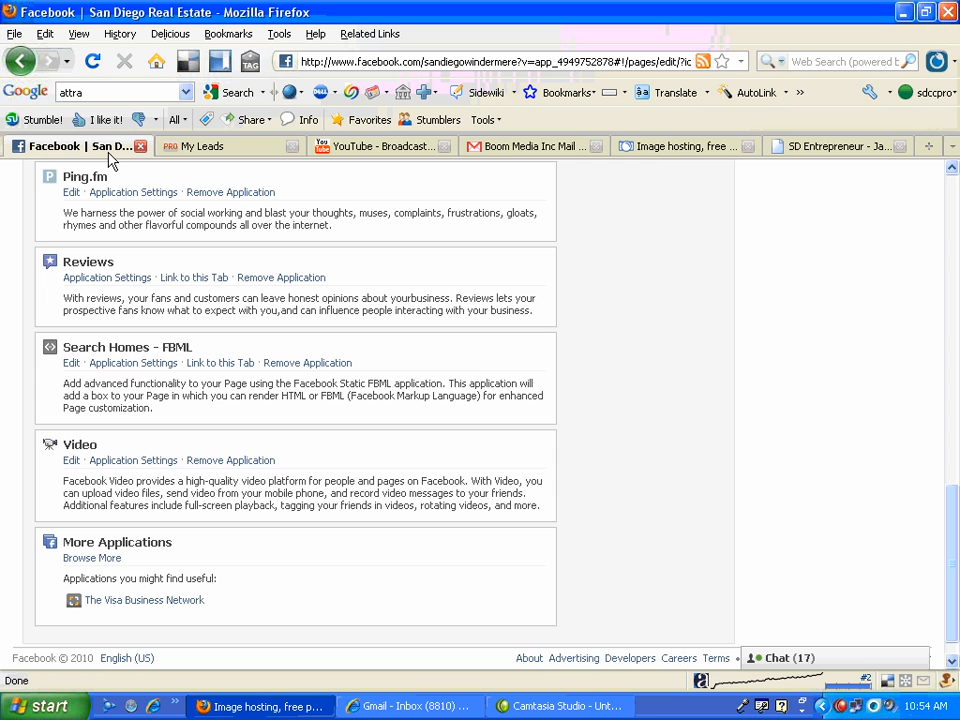 Facebook | San Diego Real Estate - Mozilla Firefox
File Edit View History Delicious Bookmarks Tools Help Related Links
TAG http://www.facebook.com/sandiegowindermere?v=app_4949752878#!/pages/edit/?ic Web Search (powered b
Google attra Search Sidewiki Bookmarks Translate AutoLink » sdccpro
Stumble! I like it! All Share Info Favorites Stumblers Tools
Facebook | San D... PRO My Leads YouTube - Broadcast... Boom Media Inc Mail ... Image hosting, free ... SD Entrepreneur - Ja...
Ping.fm
Edit · Application Settings · Remove Application
We harness the power of social working and blast your thoughts, muses, complaints, frustrations, gloats,
rhymes and other flavorful compounds all over the internet.
Reviews
Application Settings · Link to this Tab · Remove Application
With reviews, your fans and customers can leave honest opinions about yourbusiness. Reviews lets your
prospective fans know what to expect with you,and can influence people interacting with your business.
Search Homes - FBML
Edit · Application Settings · Link to this Tab · Remove Application
Add advanced functionality to your Page using the Facebook Static FBML application. This application will
add a box to your Page in which you can render HTML or FBML (Facebook Markup Language) for enhanced
Page customization.
Video
Edit · Application Settings · Remove Application
Facebook Video provides a high-quality video platform for people and pages on Facebook. With Video, you
can upload video files, send video from your mobile phone, and record video messages to your friends.
Additional features include full-screen playback, tagging your friends in videos, rotating videos, and more.
More Applications
Browse More
Applications you might find useful:
The Visa Business Network
Facebook © 2010 English (US) About Advertising Developers Careers Terms • Chat (17)
Done #2
start Image hosting, free p... Gmail - Inbox (8810) ... Camtasia Studio - Unt... 10:54 AM